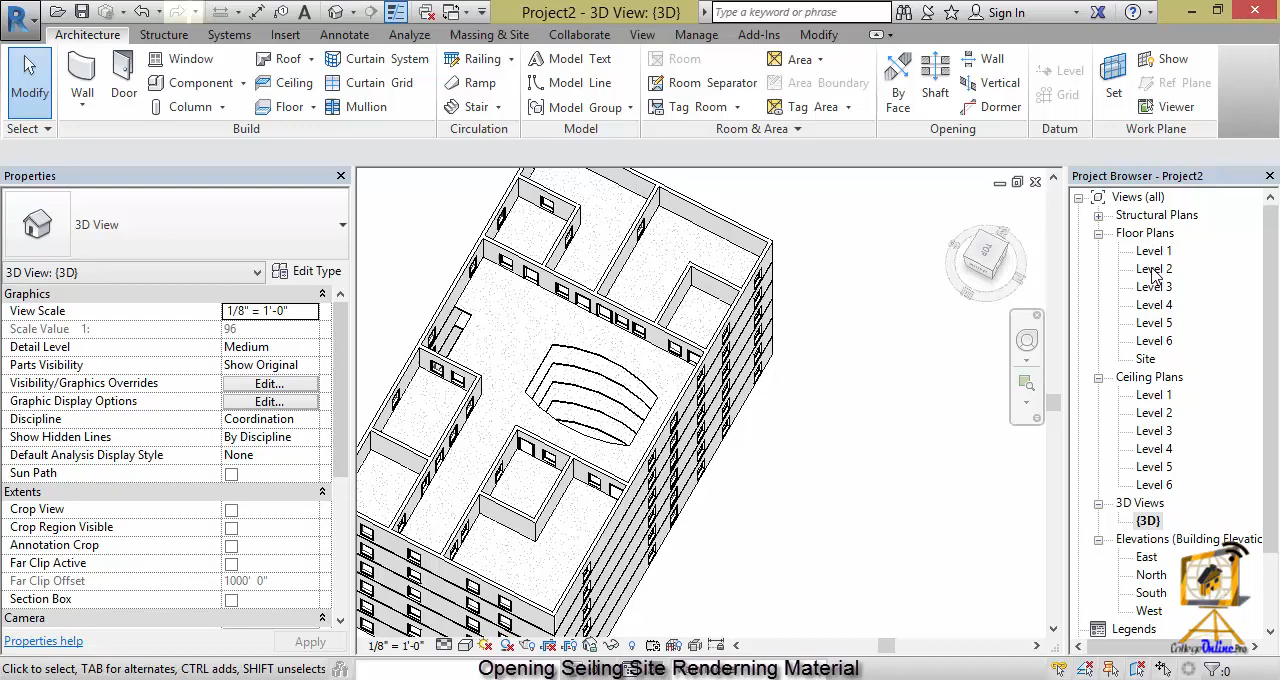 Project2 - 3D View: {3D}
Type a keyword or phrase
Sign In
Architecture Structure Systems Insert Annotate Analyze Massing & Site Collaborate View Manage Add-Ins Modify
Modify
Wall
Door
Window
Component
Column
Roof
Ceiling
Floor
Curtain System
Curtain Grid
Mullion
Railing
Ramp
Stair
Model Text
Model Line
Model Group
Room
Room Separator
Tag Room
Area
Area Boundary
Tag Area
By Face
Shaft
Wall
Vertical
Dormer
Level
Grid
Set
Show
Ref Plane
Viewer
Select Build Circulation Model Room & Area Opening Datum Work Plane
Properties
3D View
3D View: {3D} Edit Type
Graphics
View Scale 1/8" = 1'-0"
Scale Value 1: 96
Detail Level Medium
Parts Visibility Show Original
Visibility/Graphics Overrides Edit...
Graphic Display Options Edit...
Discipline Coordination
Show Hidden Lines By Discipline
Default Analysis Display Style None
Sun Path
Extents
Crop View
Crop Region Visible
Annotation Crop
Far Clip Active
Far Clip Offset 1000' 0"
Section Box
Camera
Properties help Apply
TOP
1/8" = 1'-0"
Project Browser - Project2
Views (all)
Structural Plans
Floor Plans
Level 1
Level 2
Level 3
Level 4
Level 5
Level 6
Site
Ceiling Plans
Level 1
Level 2
Level 3
Level 4
Level 5
Level 6
3D Views
{3D}
Elevations (Building Elevatio
East
North
South
West
Legends
CollegeOnline.Pro
Click to select, TAB for alternates, CTRL adds, SHIFT unselects
Opening Seiling Site Renderning Material
:0